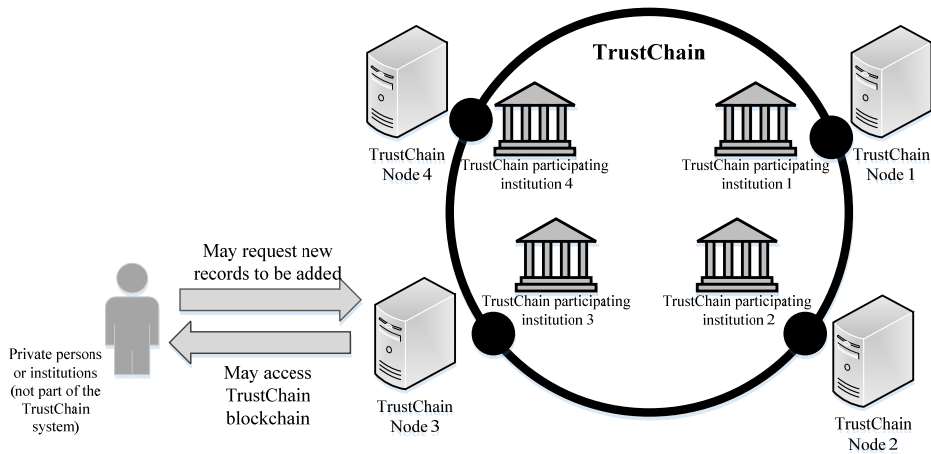 TrustChain
TrustChain
Node 4
TrustChain participating
institution 4
TrustChain participating
institution 1
TrustChain
Node 1
May request new
records to be added
TrustChain participating
institution 3
TrustChain participating
institution 2
Private persons
or institutions
(not part of the
TrustChain
system)
May access
TrustChain
blockchain
TrustChain
Node 3
TrustChain
Node 2